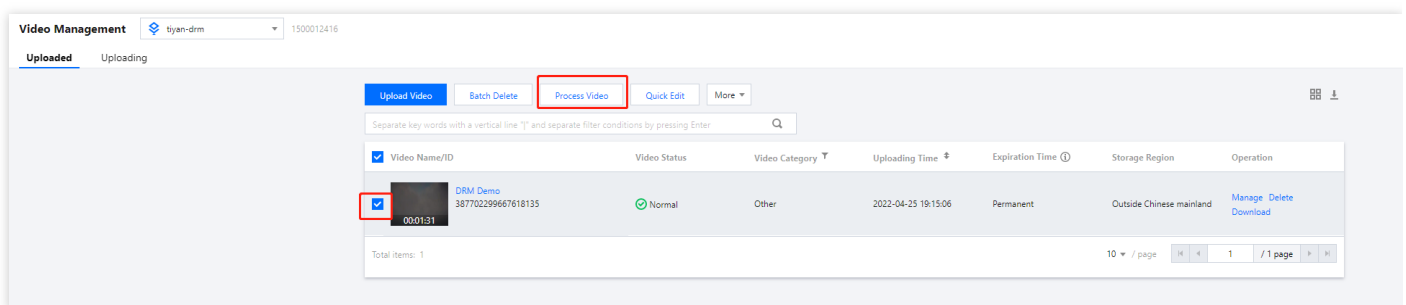 Video Management tiyan-drm 1500012416
Uploaded Uploading
Upload Video Batch Delete Process Video Quick Edit More
Separate key words with a vertical line "|" and separate filter conditions by pressing Enter
Video Name/ID Video Status Video Category Uploading Time Expiration Time Storage Region Operation
DRM Demo
387702299667618135
00:01:31
Normal Other 2022-04-25 19:15:06 Permanent Outside Chinese mainland
Manage Delete
Download
Total items: 1 10 / page 1 / 1 page